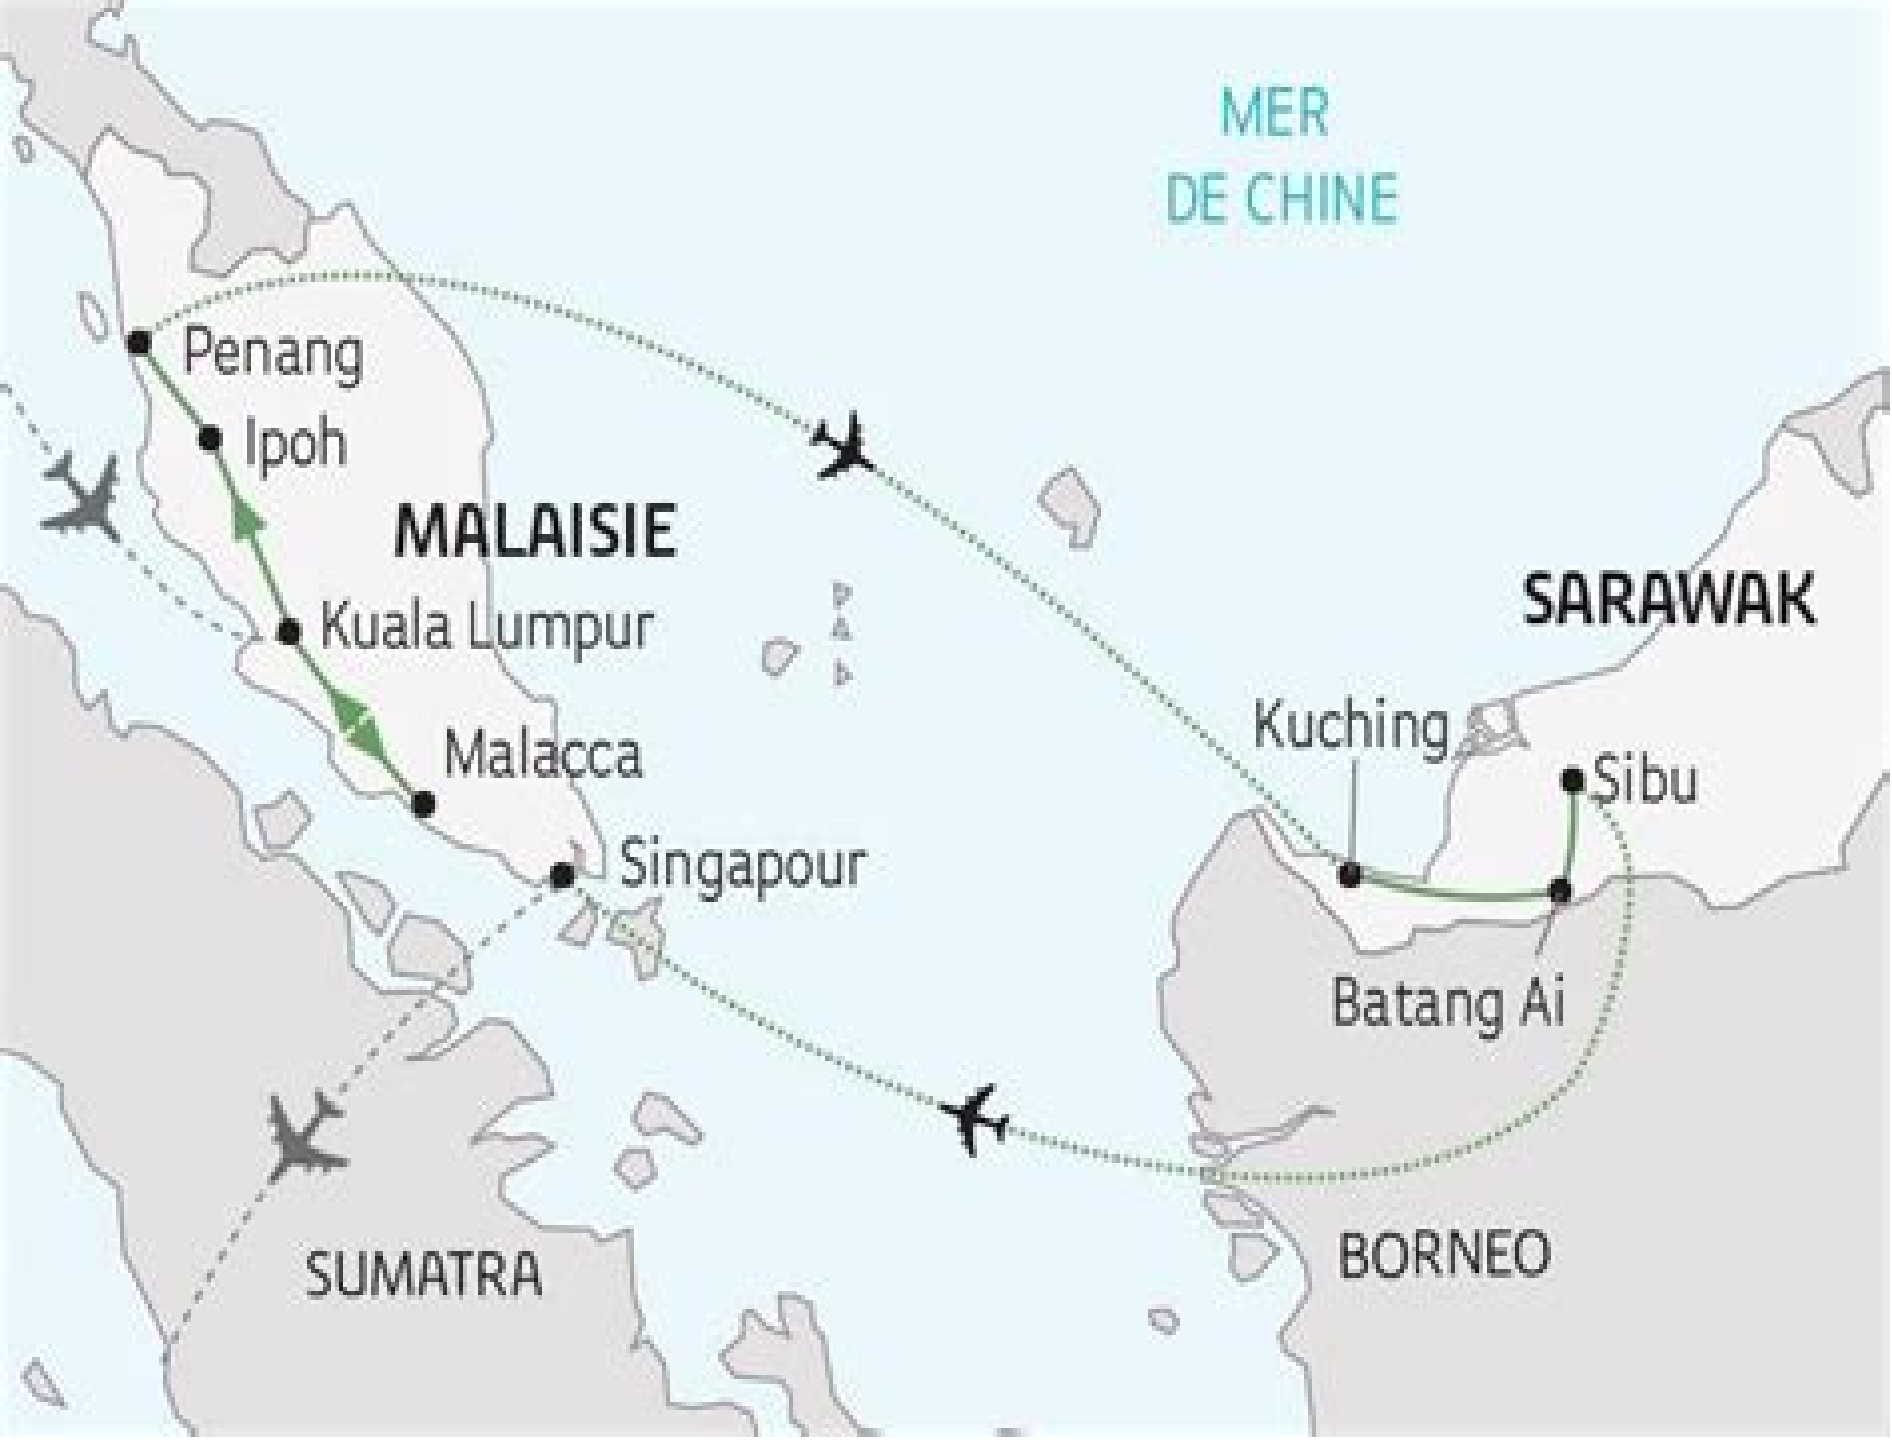 MER
DE CHINE
Penang
Ipoh
MALAISIE
SARAWAK
Kuala Lumpur
Kuching
Malacca
Sibu
Singapour
Batang Ai
BORNEO
SUMATRA